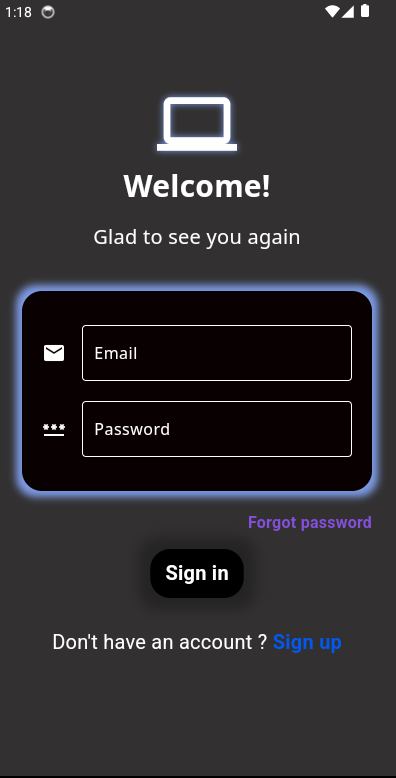 1:18
Welcome!
Glad to see you again
Email
Password
Forgot password
Sign in
Don't have an account ? Sign up